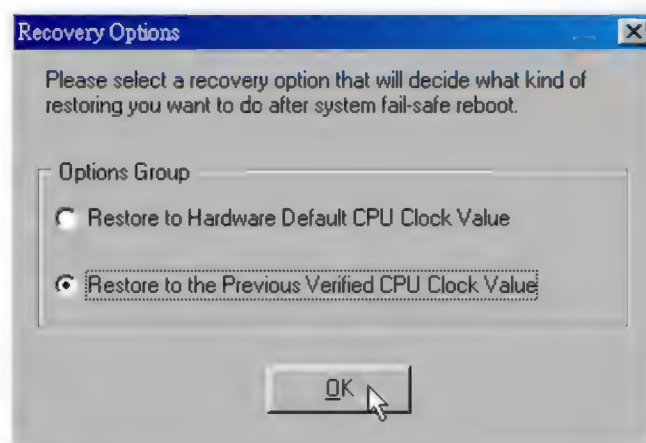 Recovery Options
Please select a recovery option that will decide what kind of
restoring you want to do after system fail-safe reboot.
Options Group
Restore to Hardware Default CPU Clock Value
Restore to the Previous Verified CPU Clock Value
OK